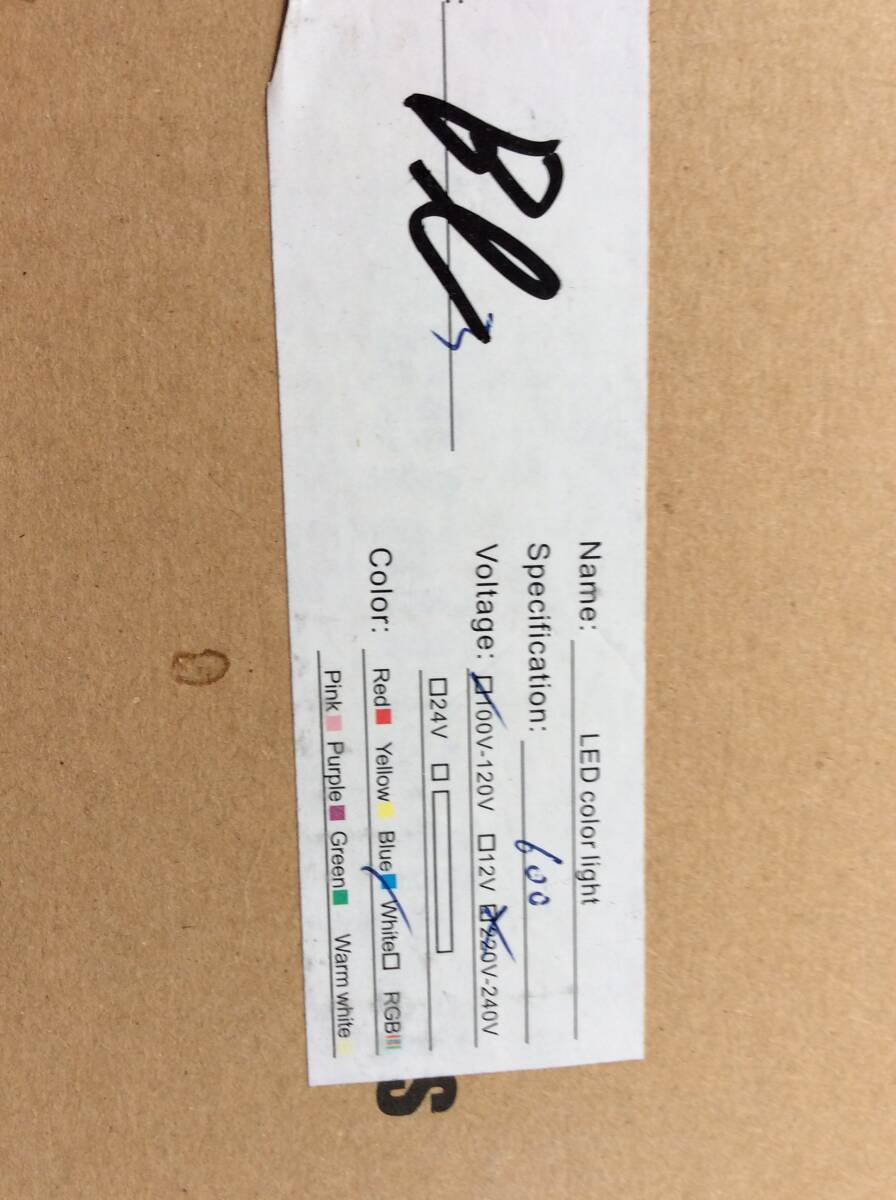 Bl
Name: LED color light
Specification: 600
Voltage: ☐100V-120V ☐12V ☐220V-240V
☐24V ☐
Color: Red Yellow Blue White☐ RGB
Pink Purple Green Warm white
S